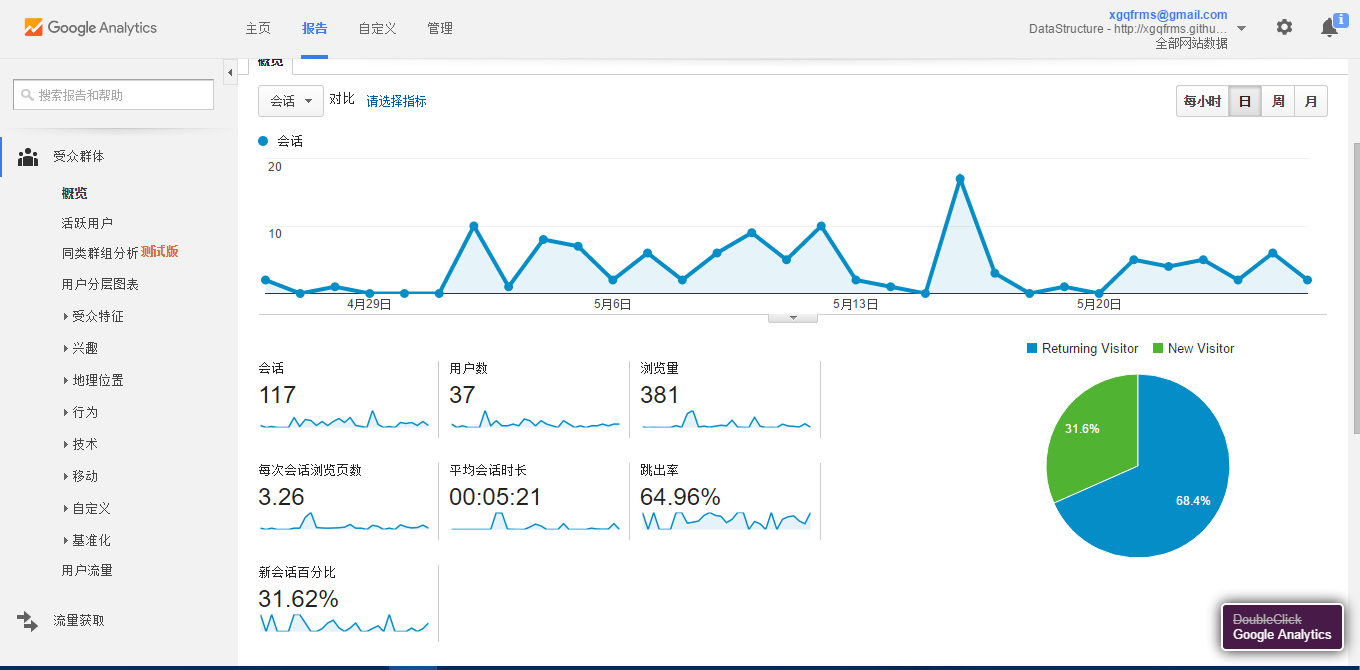 Google Analytics
主页
报告
自定义
管理
xgqfrms@gmail.com
DataStructure - http://xgqfrms.githu...
全部网站数据
i
搜索报告和帮助
受众群体
概览
活跃用户
同类群组分析 测试版
用户分层图表
受众特征
兴趣
地理位置
行为
技术
移动
自定义
基准化
用户流量
流量获取
概览
会话
对比
请选择指标
每小时
日
周
月
会话
20
10
4月29日
5月6日
5月13日
5月20日
会话
117
用户数
37
浏览量
381
每次会话浏览页数
3.26
平均会话时长
00:05:21
跳出率
64.96%
新会话百分比
31.62%
Returning Visitor
New Visitor
31.6%
68.4%
DoubleClick
Google Analytics